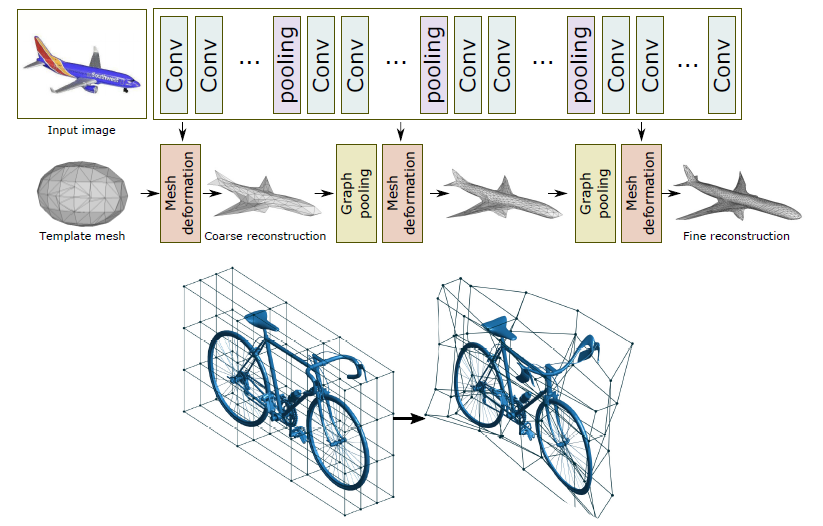 Conv
Conv
...
pooling
Conv
Conv
...
pooling
Conv
Conv
...
pooling
Conv
Conv
...
Conv
Southwest
Input image
Mesh
deformation
Graph
pooling
Mesh
deformation
Graph
pooling
Mesh
deformation
Template mesh
Coarse reconstruction
Fine reconstruction